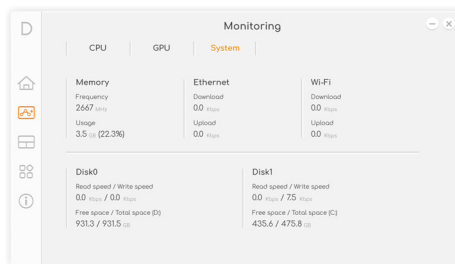 D
Monitoring
CPU GPU System
Memory Ethernet Wi-Fi
Frequency Download Download
2667 MHz 0.0 Kbps 0.0 Kbps
Usage Upload Upload
3.5 GB (22.3%) 0.0 Kbps 0.0 Kbps
Disk0 Disk1
Read speed / Write speed Read speed / Write speed
0.0 Kbps / 0.0 Kbps 0.0 Kbps / 7.5 Kbps
Free space / Total space (D:) Free space / Total space (C:)
931.3 / 931.5 GB 435.6 / 475.8 GB